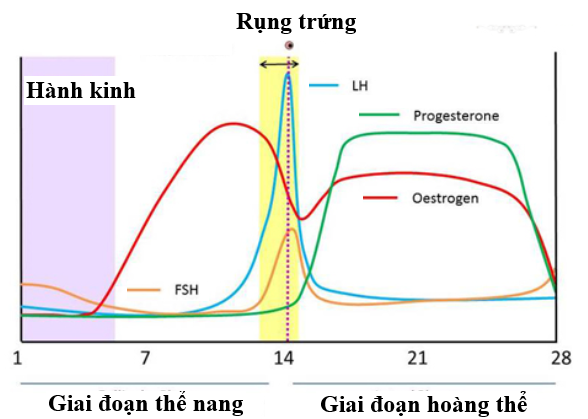 Rụng trứng
Hành kinh
LH
Progesterone
Oestrogen
FSH
1 7 14 21 28
Giai đoạn thể nang Giai đoạn hoàng thể